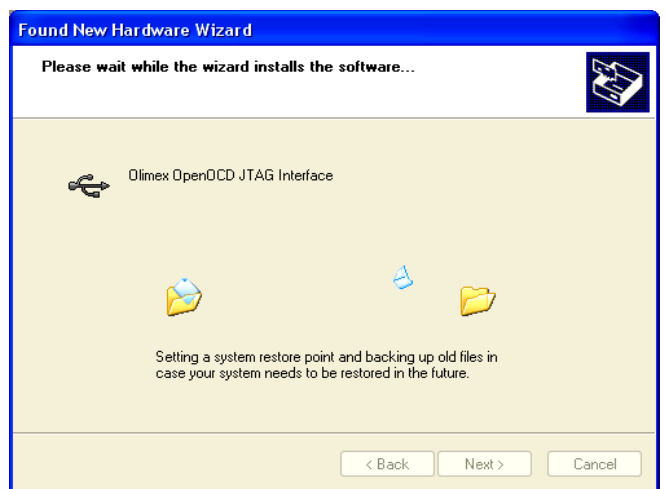 Found New Hardware Wizard
Please wait while the wizard installs the software...
Olimex OpenOCD JTAG Interface
Setting a system restore point and backing up old files in
case your system needs to be restored in the future.
< Back Next > Cancel